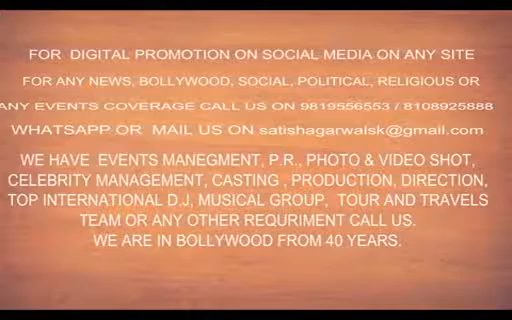 FOR DIGITAL PROMOTION ON SOCIAL MEDIA ON ANY SITE
FOR ANY NEWS, BOLLYWOOD, SOCIAL, POLITICAL, RELIGIOUS OR
ANY EVENTS COVERAGE CALL US ON 9819556553 / 8108925888
WHATSAPP OR MAIL US ON satishagarwalsk@gmail.com
WE HAVE EVENTS MANEGMENT, P.R., PHOTO & VIDEO SHOT,
CELEBRITY MANAGEMENT, CASTING , PRODUCTION, DIRECTION,
TOP INTERNATIONAL D.J, MUSICAL GROUP, TOUR AND TRAVELS
TEAM OR ANY OTHER REQURIMENT CALL US.
WE ARE IN BOLLYWOOD FROM 40 YEARS.